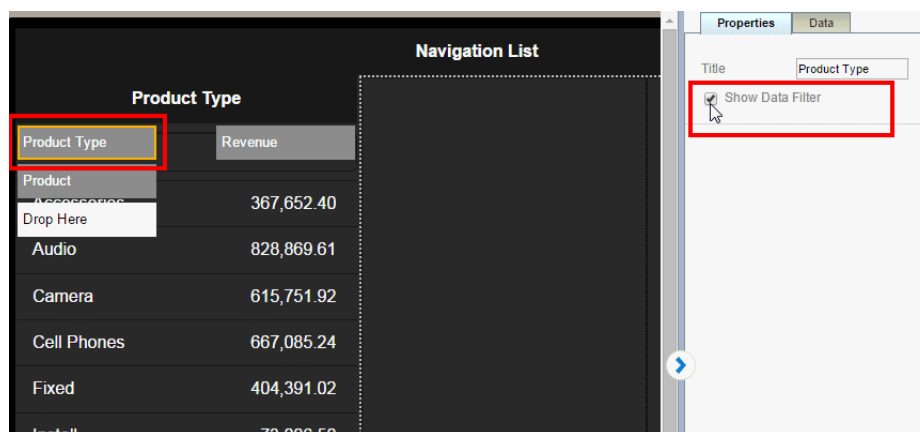 Navigation List
Product Type
Product Type
Revenue
Product
Accessories 367,652.40
Drop Here
Audio 828,869.61
Camera 615,751.92
Cell Phones 667,085.24
Fixed 404,391.02
Install
Properties Data
Title Product Type
Show Data Filter